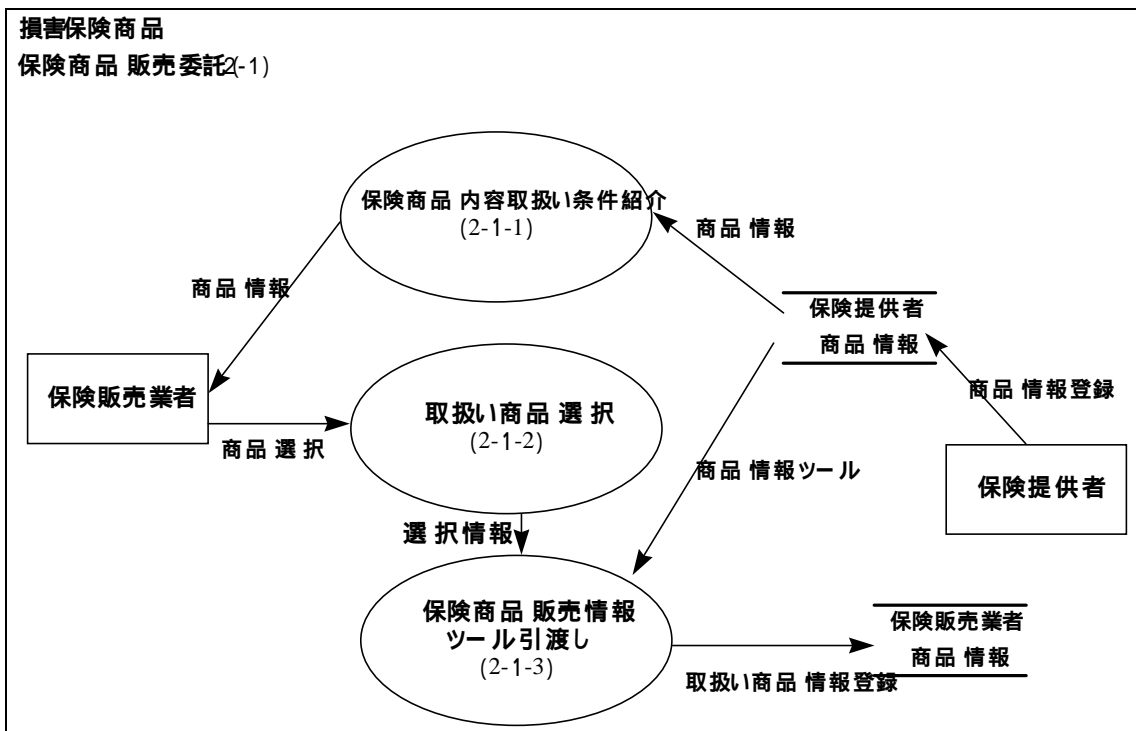 損害保険商品
保険商品 販売委託2(-1)
保険商品 内容取扱い条件紹介
(2-1-1)
商品 情報
商品 情報
保険提供者
商品 情報
保険販売業者
商品 情報登録
取扱い商品 選 択
(2-1-2)
商品 選 択
商品 情報ツール
保険提供者
選 択情報
保険商品 販売情報
ツール引渡し
(2-1-3)
保険販売業者
商品 情報
取扱い商品 情報登録